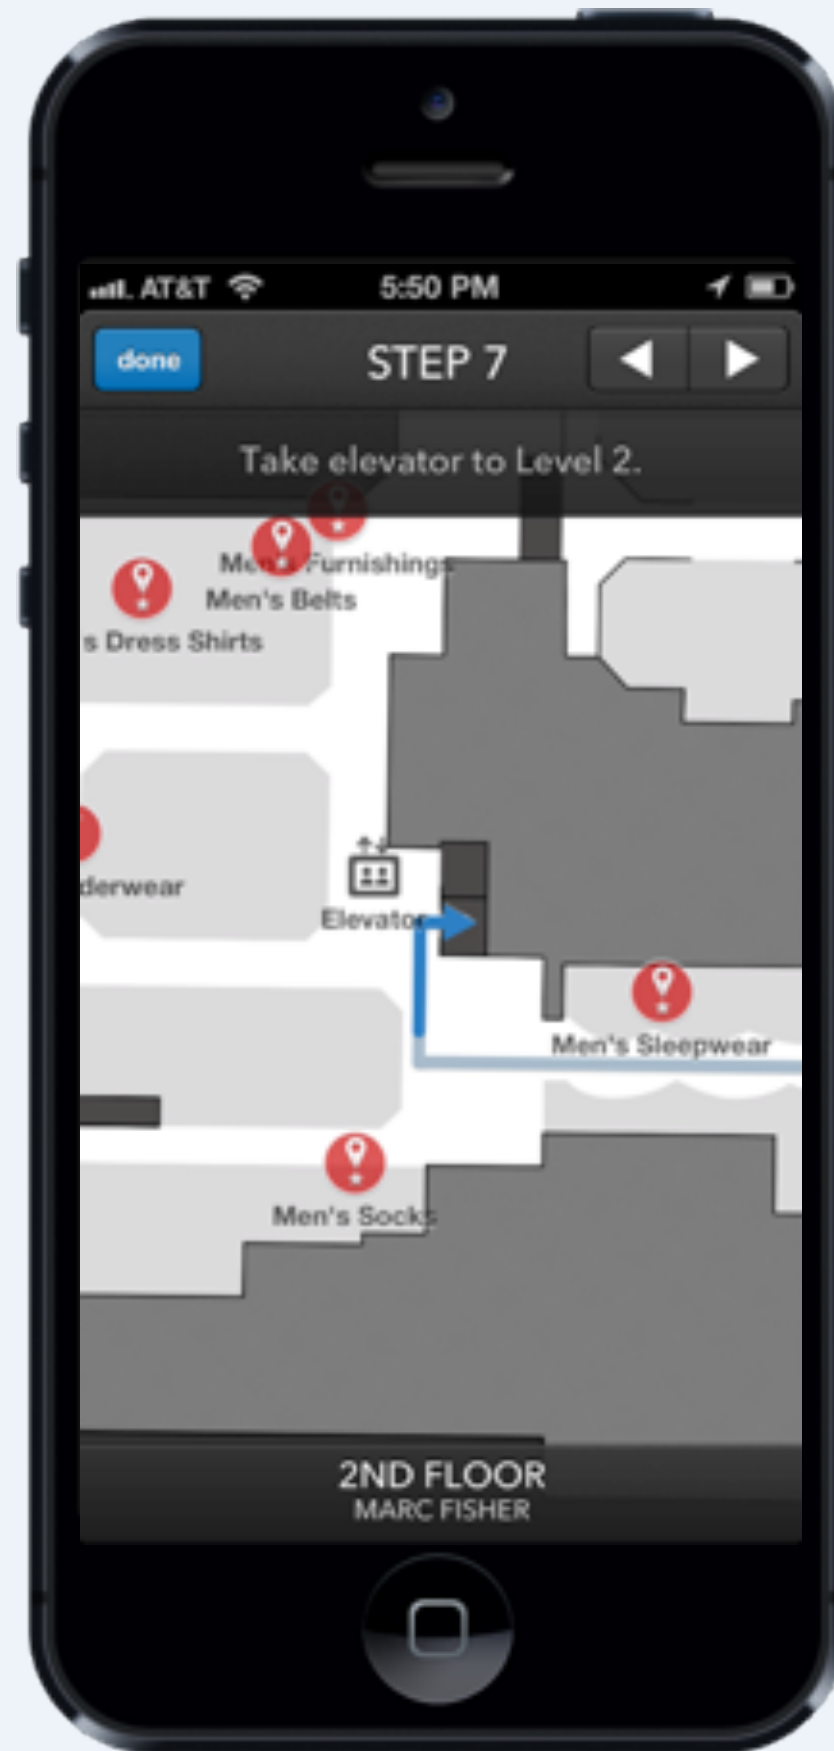 AT&T 5:50 PM
done STEP 7
Take elevator to Level 2.
Men's Furnishings
Men's Belts
s Dress Shirts
derwear
Elevator
Men's Sleepwear
Men's Socks
2ND FLOOR
MARC FISHER